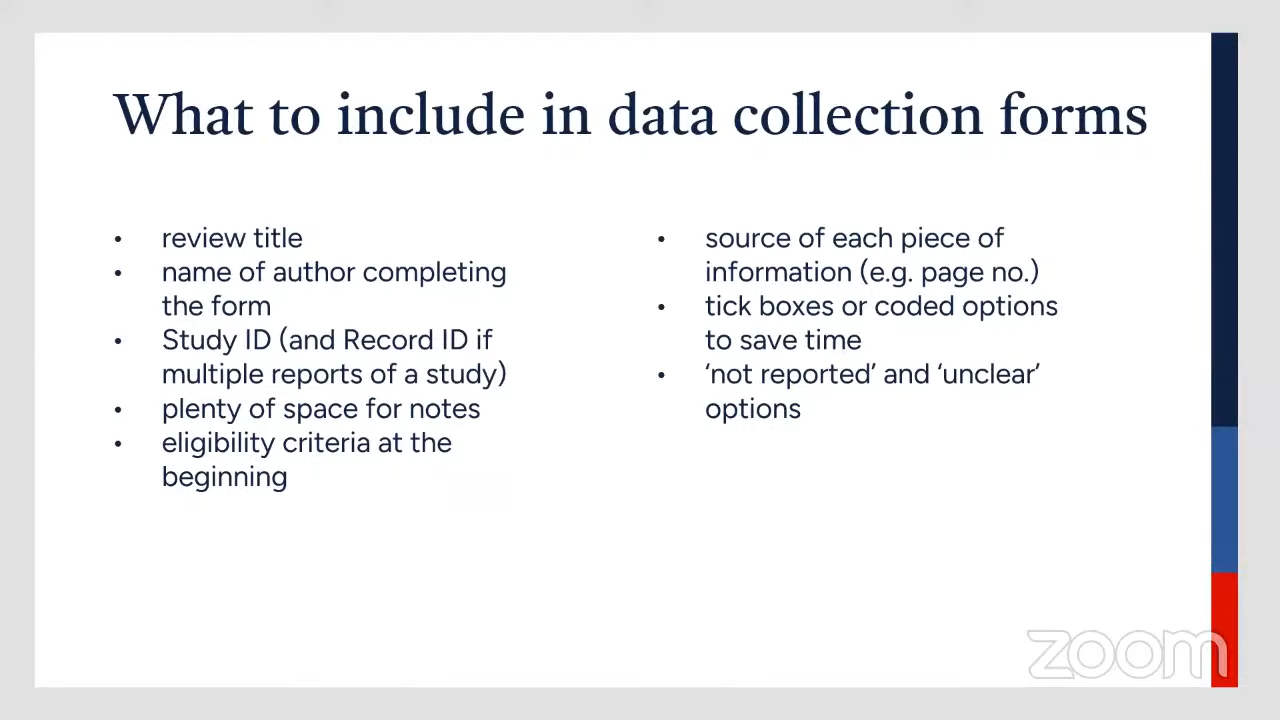 What to include in data collection forms
• review title
• name of author completing
the form
• Study ID (and Record ID if
multiple reports of a study)
• plenty of space for notes
• eligibility criteria at the
beginning
• source of each piece of
information (e.g. page no.)
• tick boxes or coded options
to save time
• ‘not reported’ and ‘unclear’
options
zoom